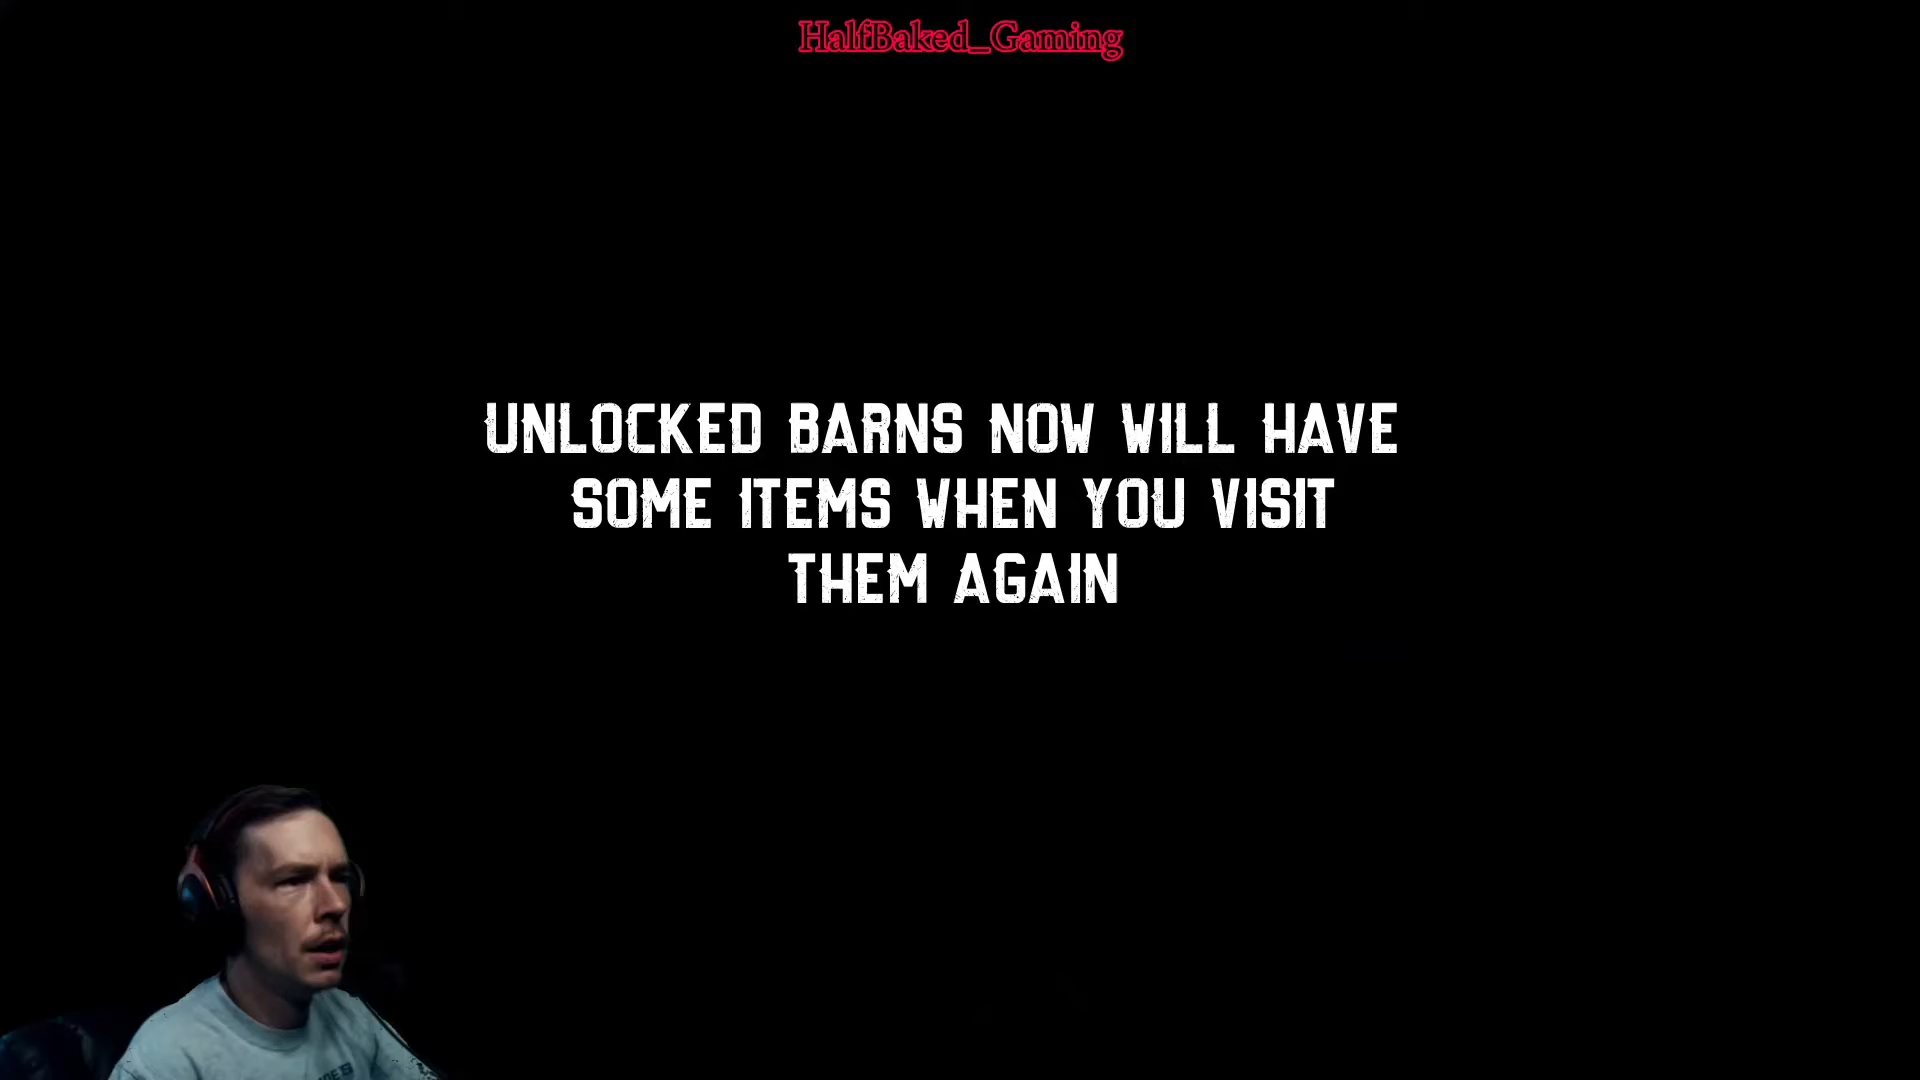 HalfBaked_Gaming
UNLOCKED BARNS NOW WILL HAVE
SOME ITEMS WHEN YOU VISIT
THEM AGAIN